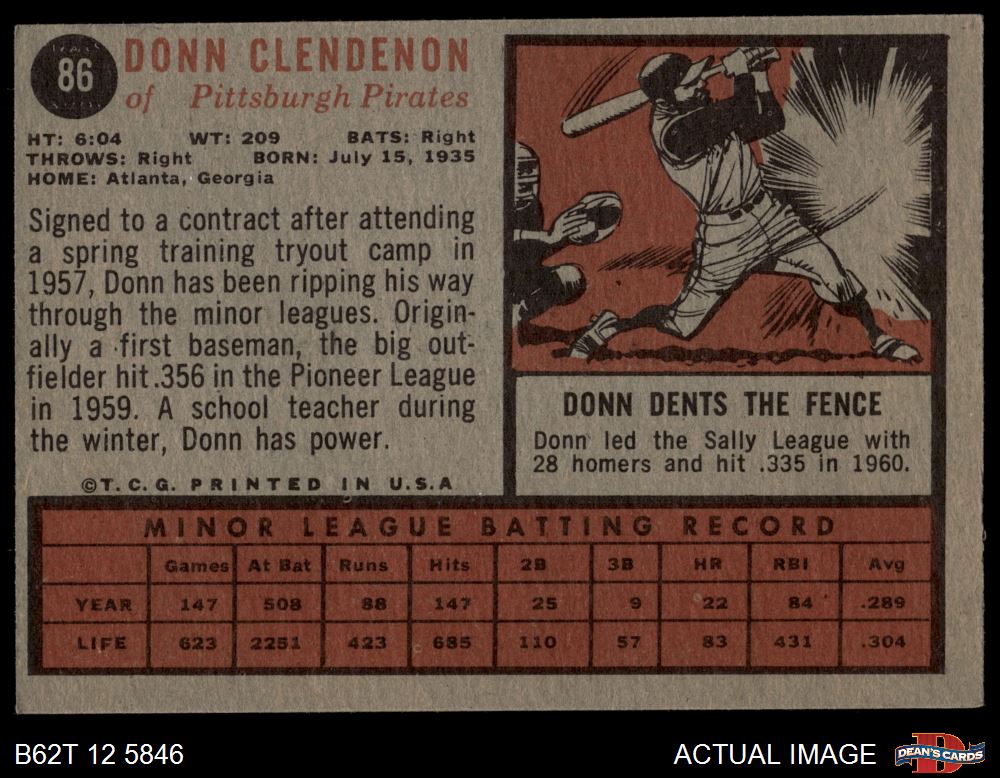 86
DONN CLENDENON
of Pittsburgh Pirates
HT: 6:04 WT: 209 BATS: Right
THROWS: Right BORN: July 15, 1935
HOME: Atlanta, Georgia
Signed to a contract after attending
a spring training tryout camp in
1957, Donn has been ripping his way
through the minor leagues. Origin-
ally a first baseman, the big out-
fielder hit .356 in the Pioneer League
in 1959. A school teacher during
the winter, Donn has power.
©T.C.G. PRINTED IN U.S.A
DONN DENTS THE FENCE
Donn led the Sally League with
28 homers and hit .335 in 1960.
MINOR LEAGUE BATTING RECORD
Games At Bat Runs Hits 2B 3B HR RBI Avg
YEAR 147 508 88 147 25 9 22 84 .289
LIFE 623 2251 423 685 110 57 83 431 .304
B62T 12 5846
ACTUAL IMAGE
DEAN'S CARDS